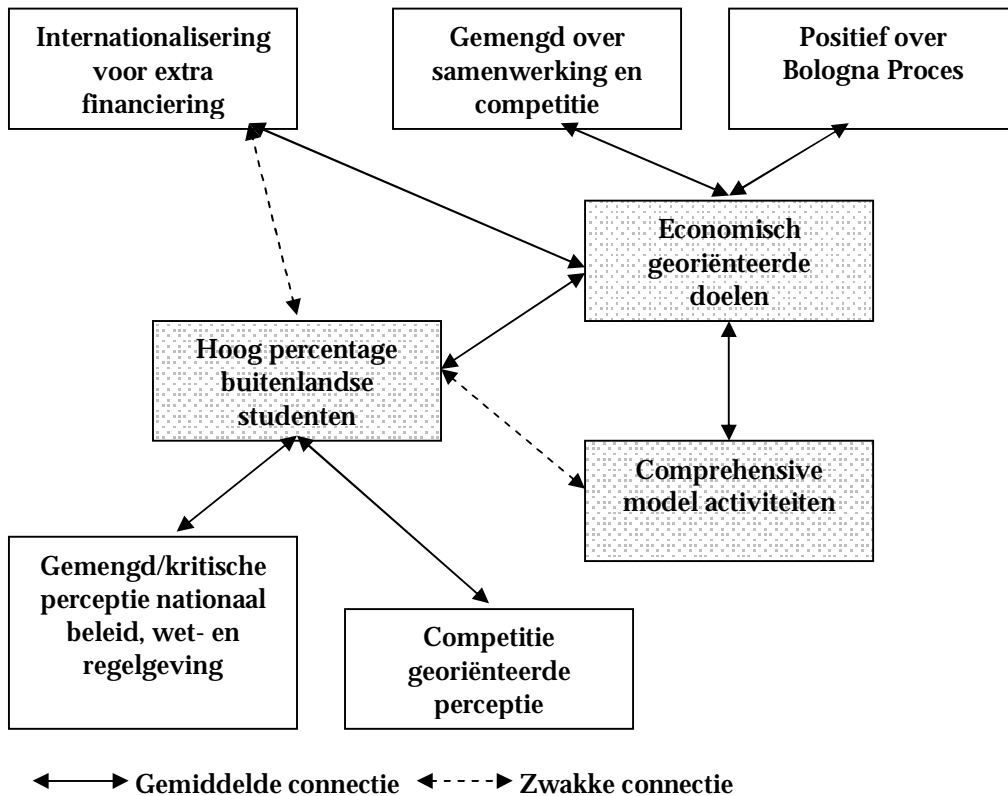 Internationalisering
voor extra
financiering
Gemengd over
samenwerking en
competitie
Positief over
Bologna Proces
Economisch
georiënteerde
doelen
Hoog percentage
buitenlandse
studenten
Comprehensive
model activiteiten
Gemengd/kritische
perceptie nationaal
beleid, wet- en
regelgeving
Competitie
georiënteerde
perceptie
Gemiddelde connectie
Zwakke connectie